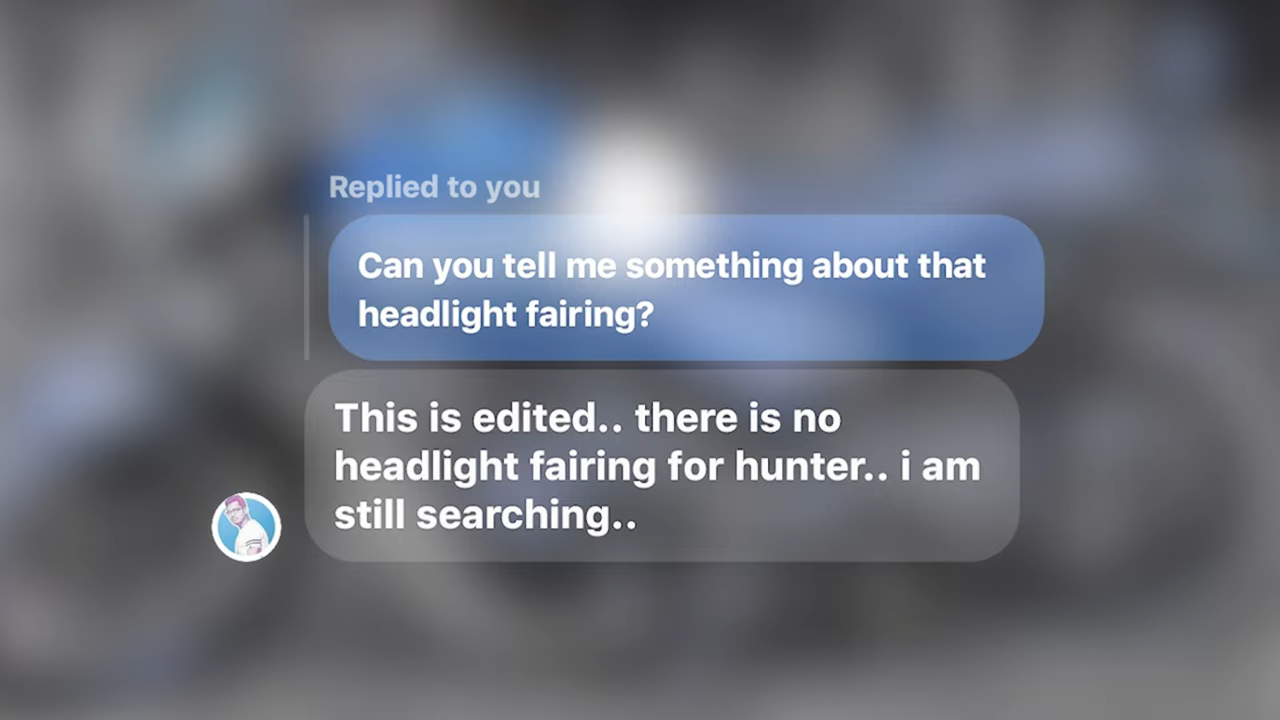 Replied to you
Can you tell me something about that
headlight fairing?
This is edited.. there is no
headlight fairing for hunter.. i am
still searching..